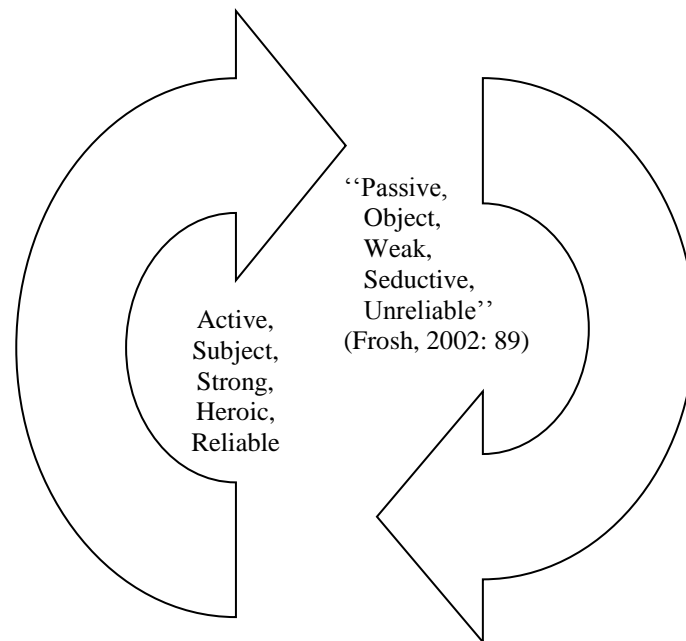 ‘‘Passive,
Object,
Weak,
Seductive,
Unreliable’’
(Frosh, 2002: 89)
Active,
Subject,
Strong,
Heroic,
Reliable